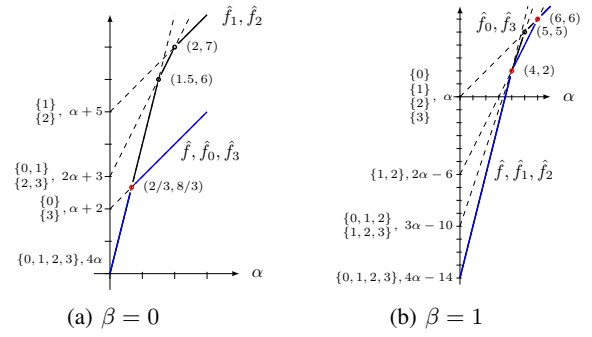 f̂₁, f̂₂
(2, 7)
(1.5, 6)
{1}
{2}, α + 5
f̂, f̂₀, f̂₃
{0, 1}
{2, 3}, 2α + 3
{0}
{3}, α + 2
(2/3, 8/3)
{0, 1, 2, 3}, 4α
α
(a) β = 0
(6, 6)
f̂₀, f̂₃
(5, 5)
(4, 2)
{0}
{1}
{2}, α
{3}
α
{1, 2}, 2α − 6
f̂, f̂₁, f̂₂
{0, 1, 2}
{1, 2, 3}, 3α − 10
{0, 1, 2, 3}, 4α − 14
(b) β = 1